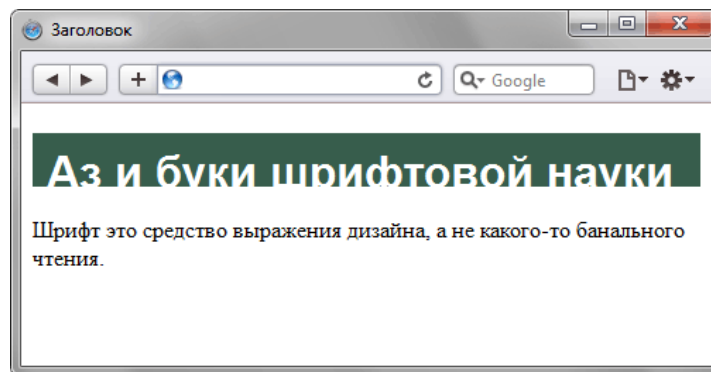 Заголовок
Google
Аз и буки шрифтовой науки
Шрифт это средство выражения дизайна, а не какого-то банального
чтения.